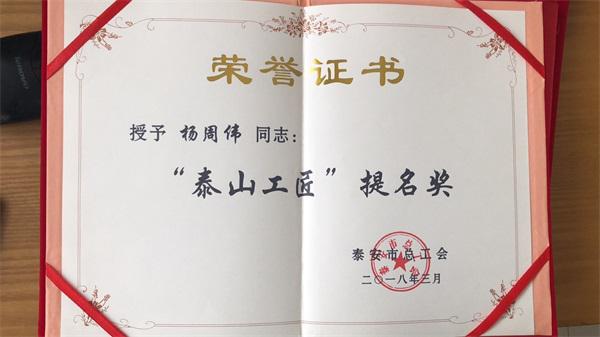 荣誉证书
授予 杨周伟 同志：
“泰山工匠”提名奖
泰安市总工会
二〇一八年三月
lenovo